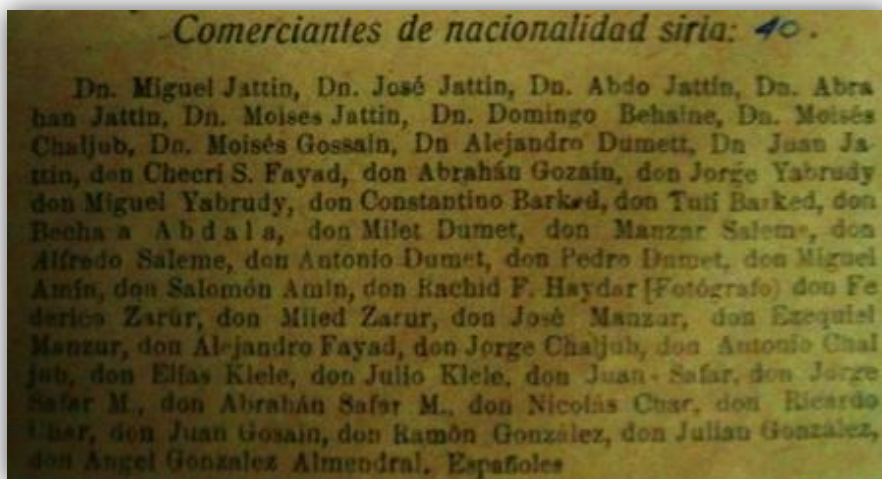 Comerciantes de nacionalidad siria: 40.
Dn. Miguel Jattin, Dn. José Jattin, Dn. Abdo Jattin, Dn. Abra
han Jattin, Dn. Moises Jattin, Dn. Domingo Behaine, Dn. Moisés
Chaljub, Dn. Moisés Gossain, Dn Alejandro Dumett, Dn Juan Ja-
ttin, don Checri S. Fayad, don Abrahán Gozain, don Jorge Yabrudy
don Miguel Yabrudy, don Constantino Barked, don Tufi Barked, don
Becha a Abdala, don Milet Dumet, don Manzar Saleme, don
Alfredo Saleme, don Antonio Dumet, don Pedro Dumet, don Miguel
Amín, don Salomón Amin, don Rachid F. Haydar [Fotógrafo) don Fe
derico Zarur, don Miled Zarur, don José Manzur, don Ezequiel
Manzur, don Alejandro Fayad, don Jorge Chaljub, don Antonio Chal
jub, don Elías Klele, don Julio Klele, don Juan Safar, don Jorge
Safar M., don Abrahán Safar M., don Nicolás Char, don Ricardo
Char, don Juan Gosain, don Ramón González, don Julian González,
don Angel Gonzalez Almendral, Españoles